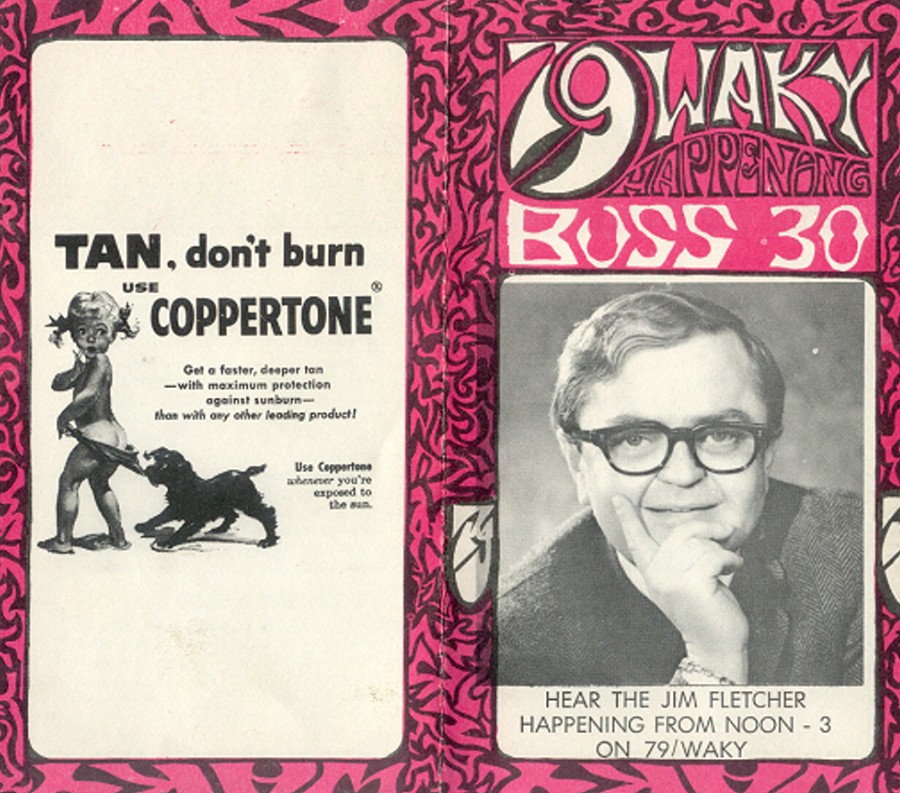 TAN, don't burn
USE
COPPERTONE®
Get a faster, deeper tan
—with maximum protection
against sunburn—
than with any other leading product!
Use Coppertone
whenever you're
exposed to
the sun.
79 WAKY
HAPPENING
BOSS 30
HEAR THE JIM FLETCHER
HAPPENING FROM NOON - 3
ON 79/WAKY